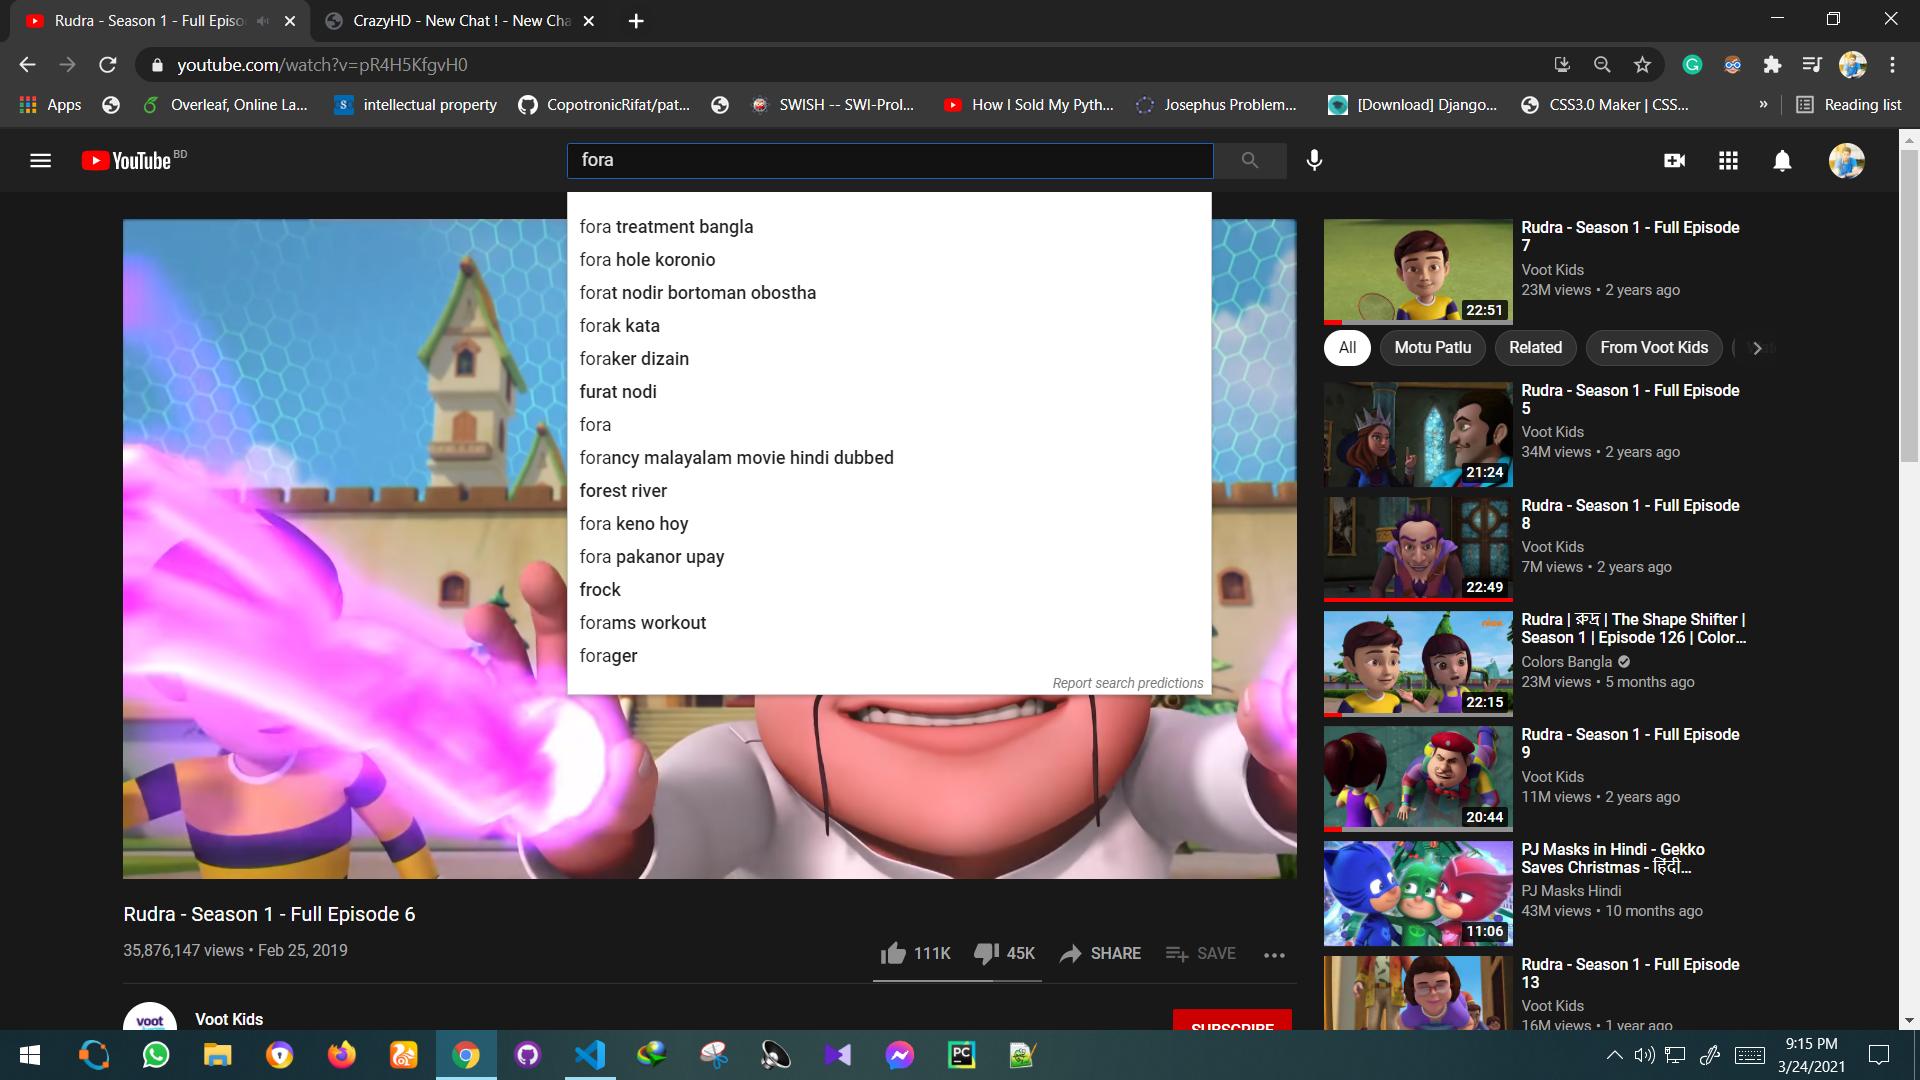 Rudra - Season 1 - Full Episo
CrazyHD - New Chat ! - New Cha
youtube.com/watch?v=pR4H5KfgvH0
Apps
Overleaf, Online La...
intellectual property
CopotronicRifat/pat...
SWISH -- SWI-Prol...
How I Sold My Pyth...
Josephus Problem...
[Download] Django...
CSS3.0 Maker | CSS...
»
Reading list
YouTube BD
fora
fora treatment bangla
fora hole koronio
forat nodir bortoman obostha
forak kata
foraker dizain
furat nodi
fora
forancy malayalam movie hindi dubbed
forest river
fora keno hoy
fora pakanor upay
frock
forams workout
forager
Report search predictions
Rudra - Season 1 - Full Episode 6
35,876,147 views • Feb 25, 2019
111K
45K
SHARE
SAVE
voot
Voot Kids
SUBSCRIBE
Rudra - Season 1 - Full Episode
7
Voot Kids
23M views • 2 years ago
22:51
All
Motu Patlu
Related
From Voot Kids
Rudra - Season 1 - Full Episode
5
Voot Kids
34M views • 2 years ago
21:24
Rudra - Season 1 - Full Episode
8
Voot Kids
7M views • 2 years ago
22:49
Rudra | रुद्र | The Shape Shifter |
Season 1 | Episode 126 | Color...
Colors Bangla
23M views • 5 months ago
22:15
Rudra - Season 1 - Full Episode
9
Voot Kids
11M views • 2 years ago
20:44
PJ Masks in Hindi - Gekko
Saves Christmas - हिंदी...
PJ Masks Hindi
43M views • 10 months ago
11:06
Rudra - Season 1 - Full Episode
13
Voot Kids
16M views • 1 year ago
PC
9:15 PM
3/24/2021